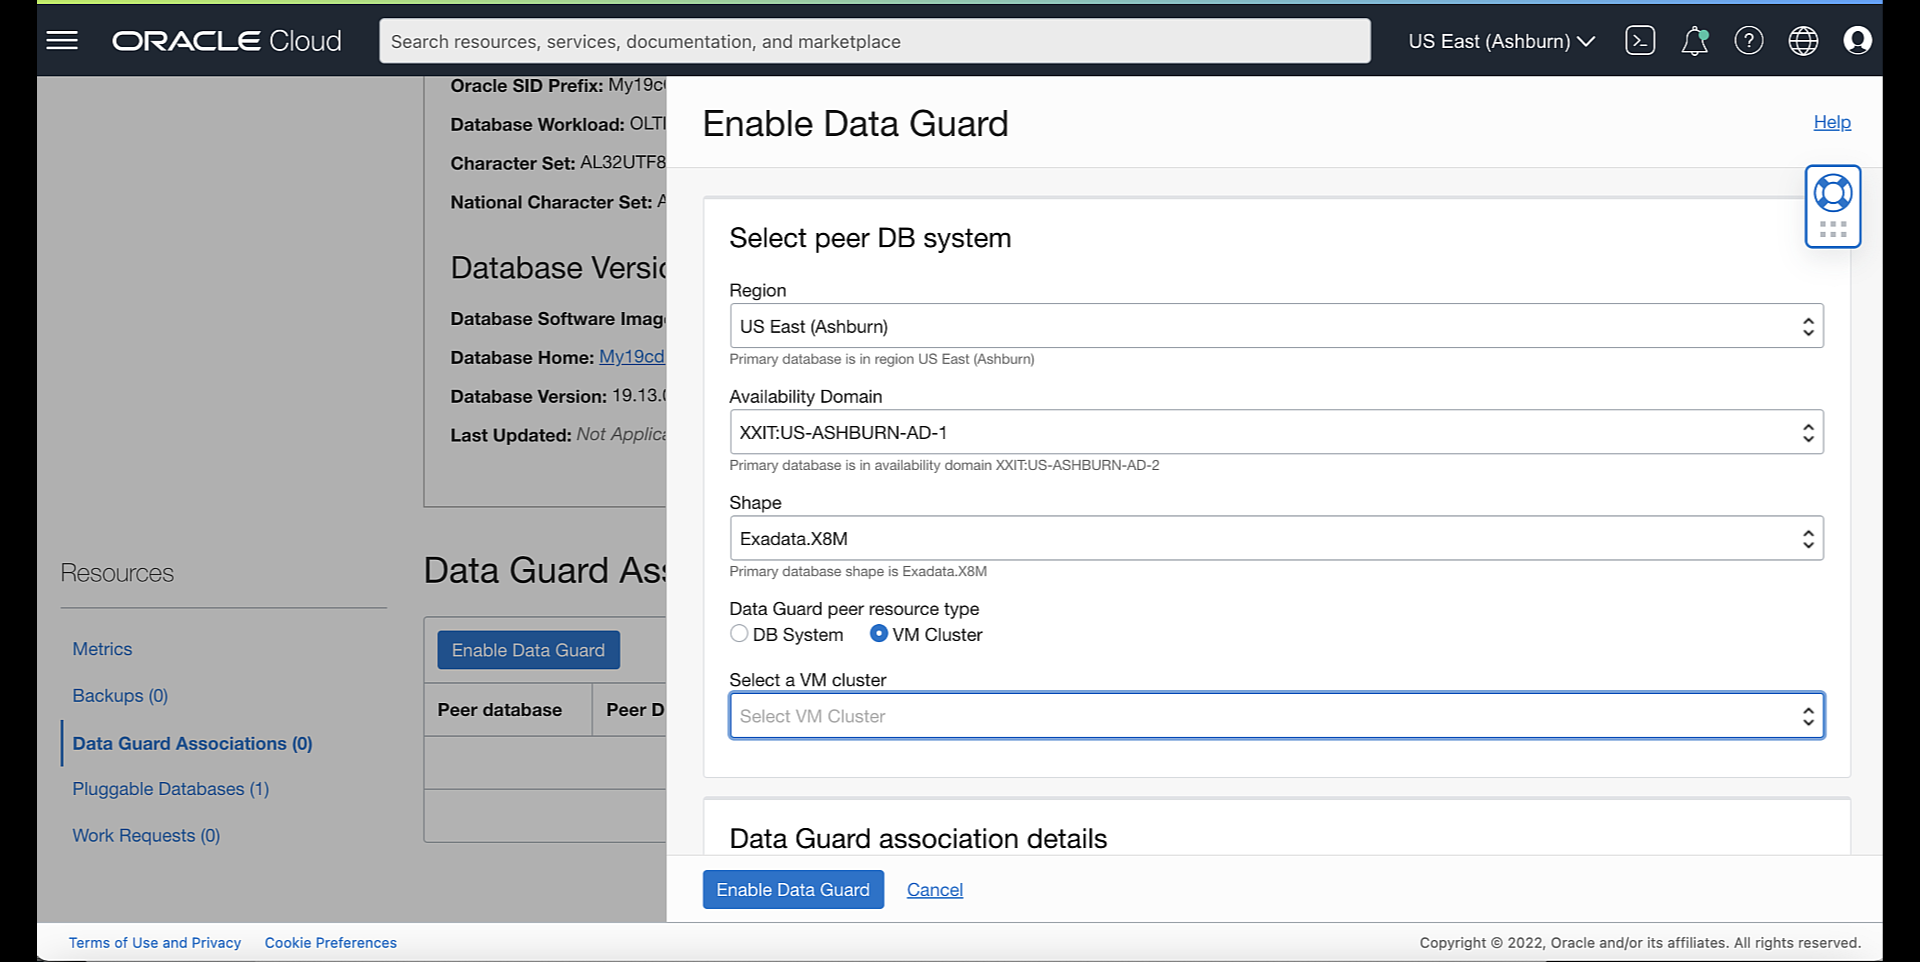 ORACLE Cloud
Search resources, services, documentation, and marketplace
US East (Ashburn)
Oracle SID Prefix: My19c
Database Workload: OLT
Character Set: AL32UTF8
National Character Set: A
Database Versio
Database Software Imag
Database Home: My19cd
Database Version: 19.13.
Last Updated: Not Applica
Resources
Metrics
Backups (0)
Data Guard Associations (0)
Pluggable Databases (1)
Work Requests (0)
Data Guard Ass
Enable Data Guard
Peer database
Peer D
Enable Data Guard
Help
Select peer DB system
Region
US East (Ashburn)
Primary database is in region US East (Ashburn)
Availability Domain
XXIT:US-ASHBURN-AD-1
Primary database is in availability domain XXIT:US-ASHBURN-AD-2
Shape
Exadata.X8M
Primary database shape is Exadata.X8M
Data Guard peer resource type
DB System
VM Cluster
Select a VM cluster
Select VM Cluster
Data Guard association details
Enable Data Guard
Cancel
Terms of Use and Privacy
Cookie Preferences
Copyright © 2022, Oracle and/or its affiliates. All rights reserved.